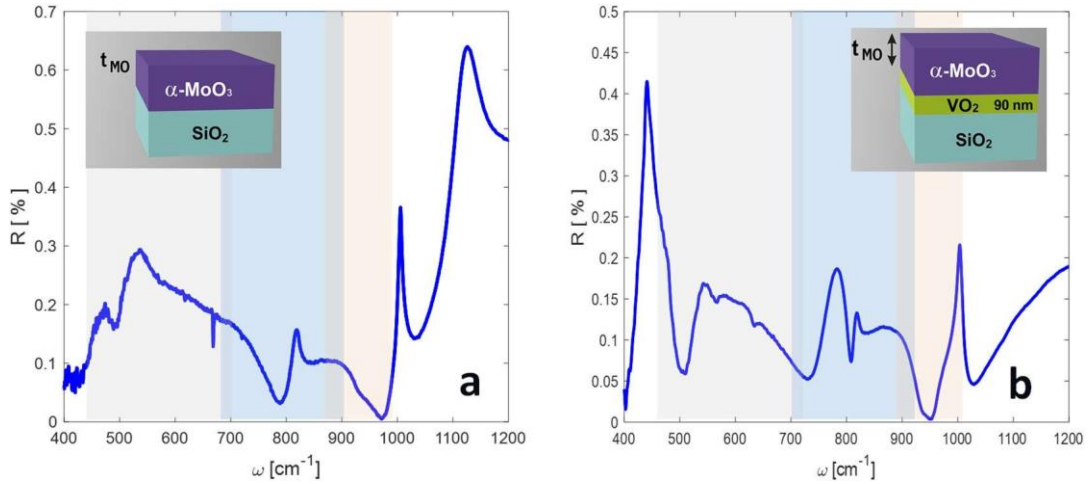 0.7
0.6
0.5
0.4
0.3
0.2
0.1
0
R [ % ]
400 500 600 700 800 900 1000 1100 1200
ω [cm⁻¹]
t MO
α-MoO₃
SiO₂
a
0.5
0.45
0.4
0.35
0.3
0.25
0.2
0.15
0.1
0.05
0
R [ % ]
400 500 600 700 800 900 1000 1100 1200
ω [cm⁻¹]
t MO
α-MoO₃
VO₂ 90 nm
SiO₂
b